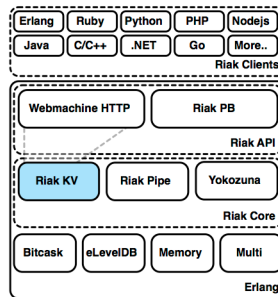 Erlang Ruby Python PHP Nodejs
Java C/C++ .NET Go More..
Riak Clients
Webmachine HTTP Riak PB
Riak API
Riak KV Riak Pipe Yokozuna
Riak Core
Bitcask eLevelDB Memory Multi
Erlang